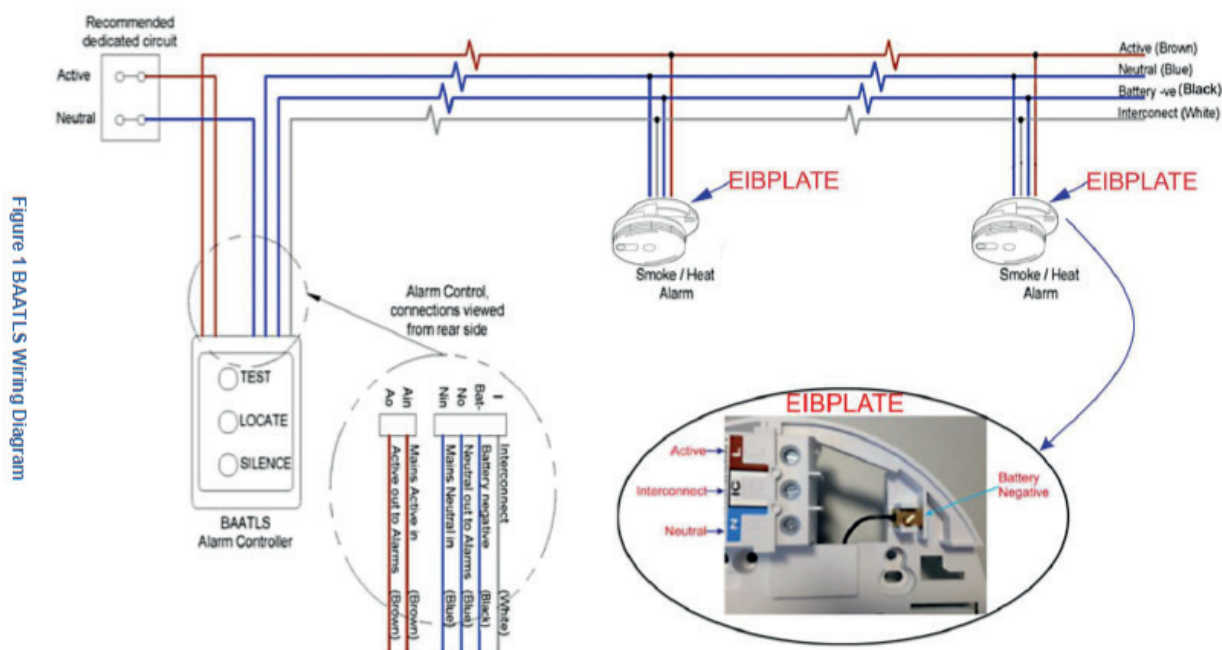 Recommended
dedicated circuit
Active
Neutral
Active (Brown)
Neutral (Blue)
Battery -ve (Black)
Interconect (White)
EIBPLATE
EIBPLATE
Smoke / Heat
Alarm
Smoke / Heat
Alarm
Figure 1 BAATLS Wiring Diagram
Alarm Control,
connections viewed
from rear side
TEST
LOCATE
SILENCE
BAATLS
Alarm Controller
Ao
Ain
Nin
No
Bat-
I
Active out to Alarms (Brown)
Mains Active in (Brown)
Mains Neutral in (Blue)
Neutral out to Alarms (Blue)
Battery negative (Black)
Interconnect (White)
EIBPLATE
Active
Interconnect
Neutral
L
IC
N
Battery
Negative